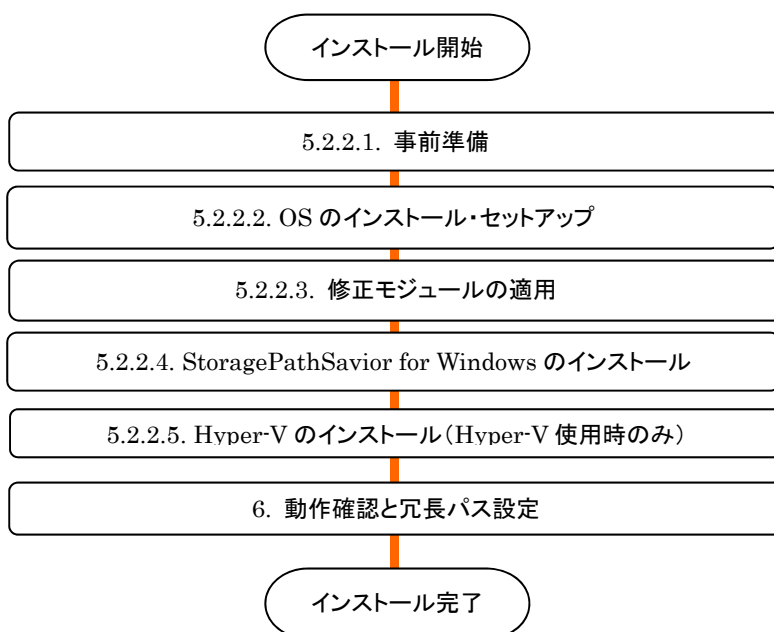 インストール開始
5.2.2.1. 事前準備
5.2.2.2. OS のインストール・セットアップ
5.2.2.3. 修正モジュールの適用
5.2.2.4. StoragePathSavior for Windows のインストール
5.2.2.5. Hyper-V のインストール(Hyper-V 使用時のみ)
6. 動作確認と冗長パス設定
インストール完了